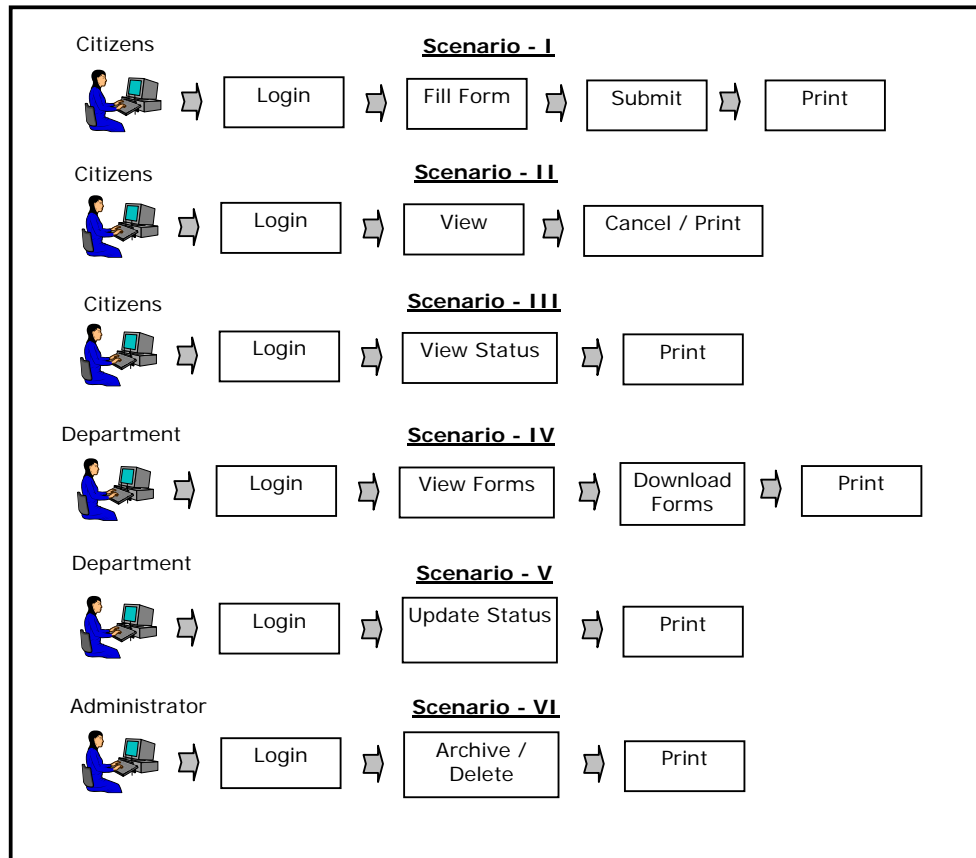 Citizens
Scenario - I
Login
Fill Form
Submit
Print
Citizens
Scenario - II
Login
View
Cancel / Print
Citizens
Scenario - III
Login
View Status
Print
Department
Scenario - IV
Login
View Forms
Download
Forms
Print
Department
Scenario - V
Login
Update Status
Print
Administrator
Scenario - VI
Login
Archive /
Delete
Print